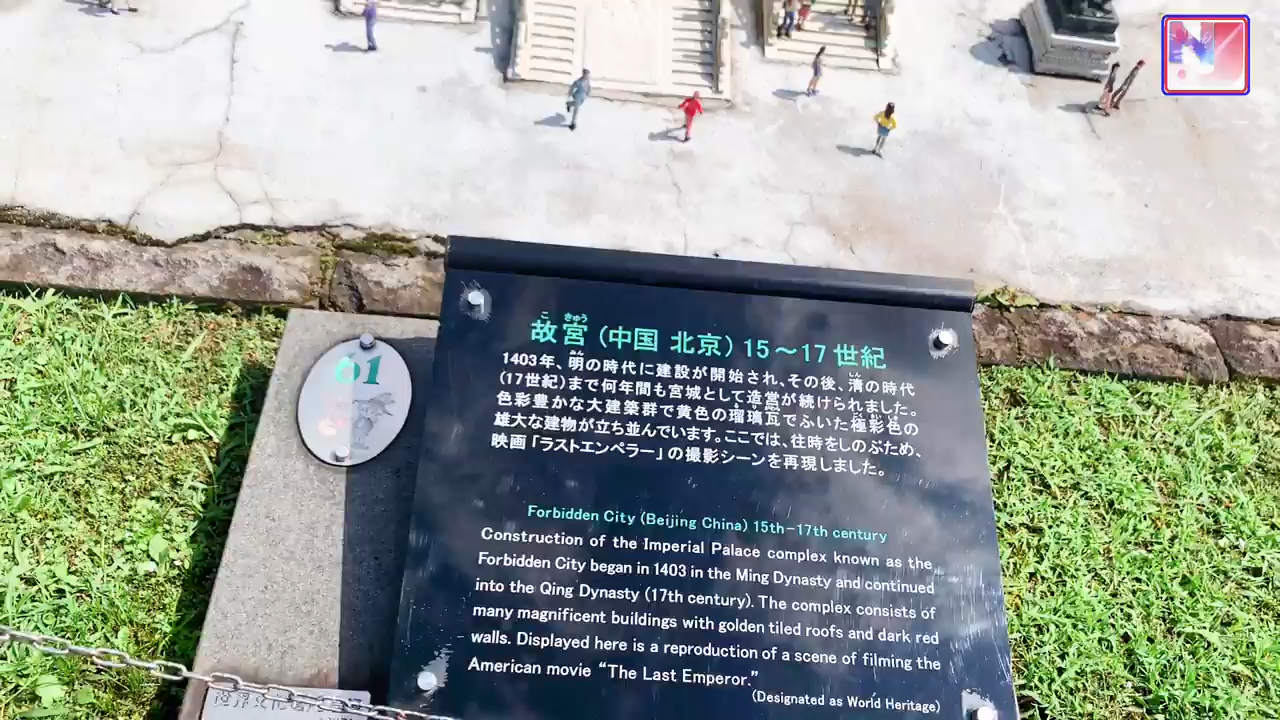 61
故宮 (中国 北京) 15～17世紀
こ きゅう
1403年、明の時代に建設が開始され、その後、清の時代
(17世紀)まで何年間も宮城として造営が続けられました。
色彩豊かな大建築群で黄色の瑠璃瓦でふいた極彩色の
雄大な建物が立ち並んでいます。ここでは、往時をしのぶため、
映画「ラストエンペラー」の撮影シーンを再現しました。
Forbidden City (Beijing China) 15th-17th century
Construction of the Imperial Palace complex known as the
Forbidden City began in 1403 in the Ming Dynasty and continued
into the Qing Dynasty (17th century). The complex consists of
many magnificent buildings with golden tiled roofs and dark red
walls. Displayed here is a reproduction of a scene of filming the
American movie “The Last Emperor.”
(Designated as World Heritage)